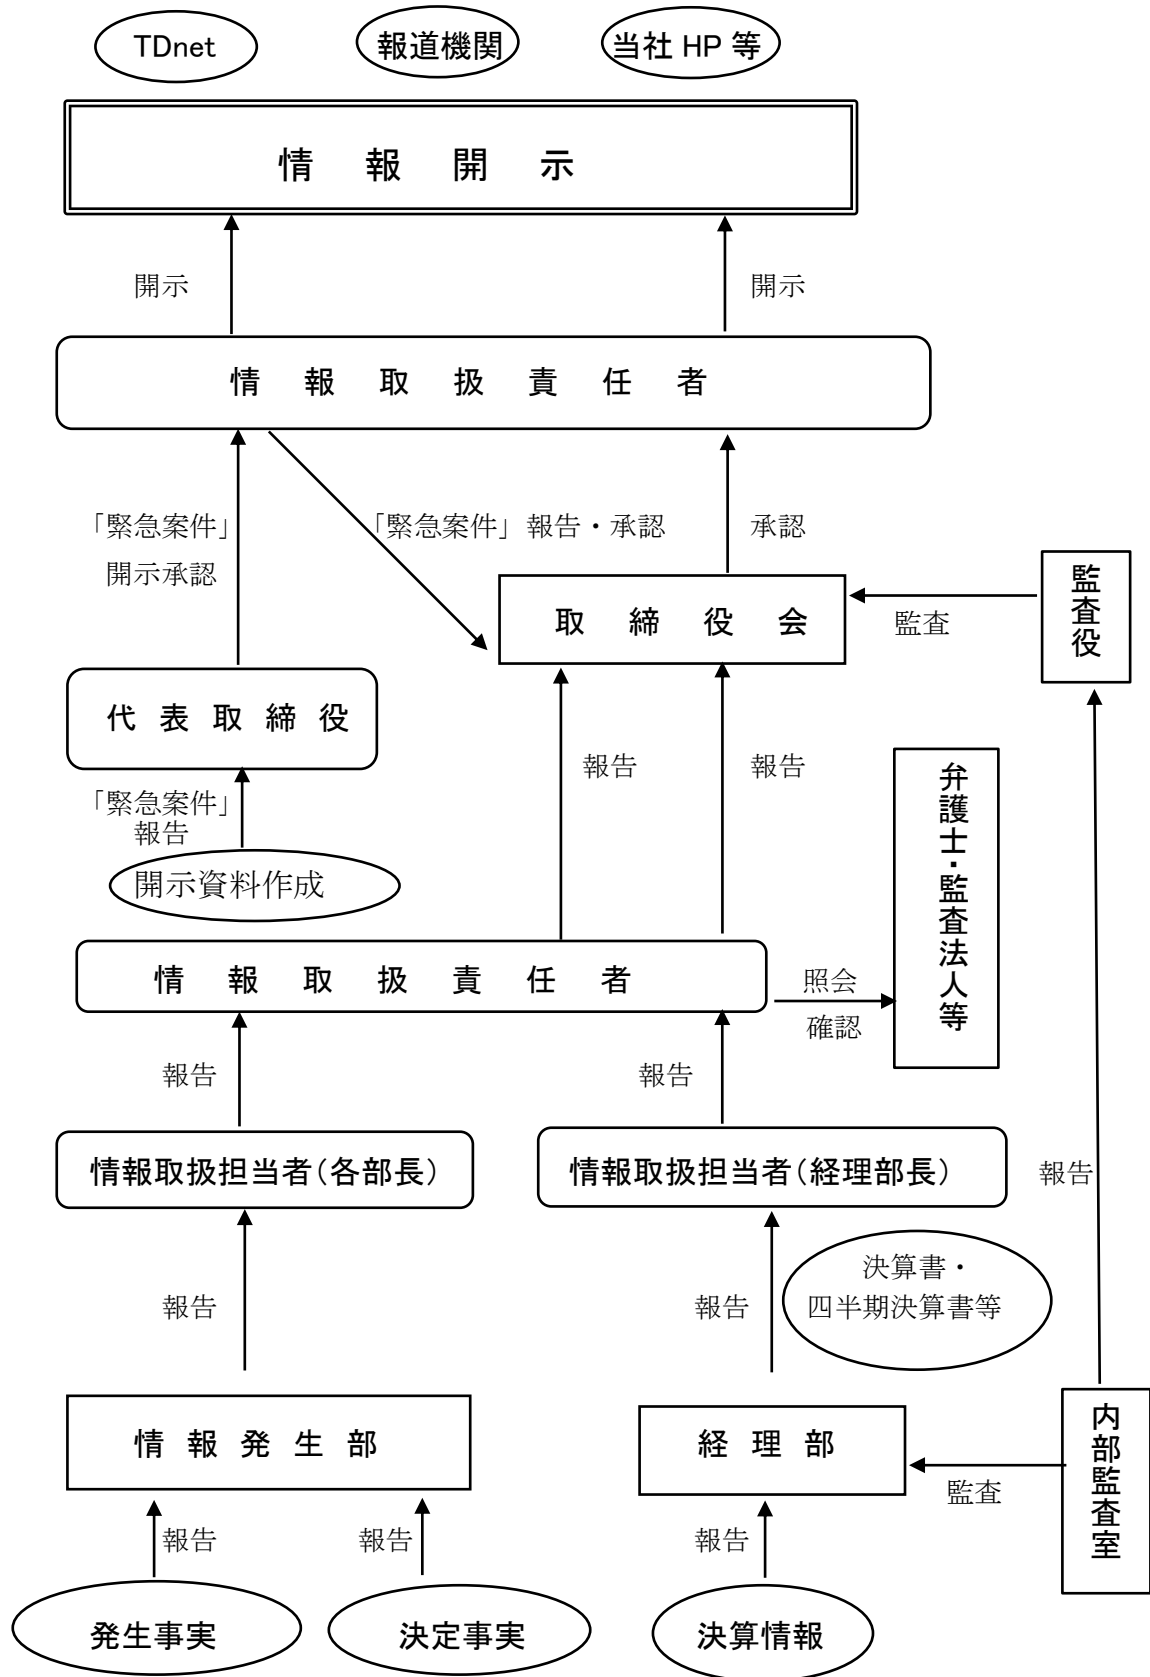 TDnet
報道機関
当社 HP 等
情報開示
開示
開示
情報取扱責任者
「緊急案件」
開示承認
「緊急案件」報告・承認
承認
取締役会
監査
監査役
代表取締役
「緊急案件」
報告
開示資料作成
報告
報告
弁護士・監査法人等
情報取扱責任者
照会
確認
報告
報告
情報取扱担当者(各部長)
情報取扱担当者(経理部長)
報告
報告
報告
決算書・
四半期決算書等
情報発生部
経理部
監査
内部監査室
報告
報告
報告
発生事実
決定事実
決算情報